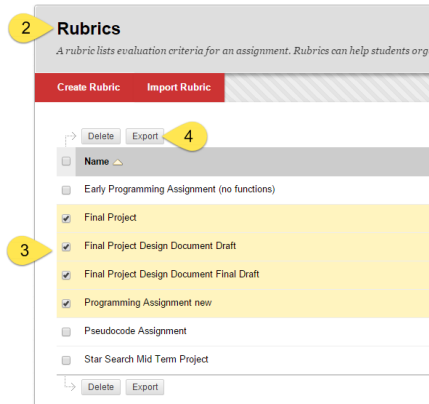 2
Rubrics
A rubric lists evaluation criteria for an assignment. Rubrics can help students org
Create Rubric Import Rubric
Delete Export 4
Name
Early Programming Assignment (no functions)
Final Project
3
Final Project Design Document Draft
Final Project Design Document Final Draft
Programming Assignment new
Pseudocode Assignment
Star Search Mid Term Project
Delete Export